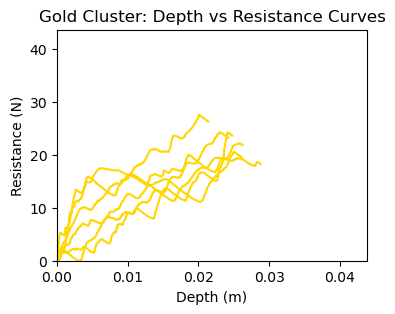 Gold Cluster: Depth vs Resistance Curves
40
30
20
10
0
Resistance (N)
0.00 0.01 0.02 0.03 0.04
Depth (m)